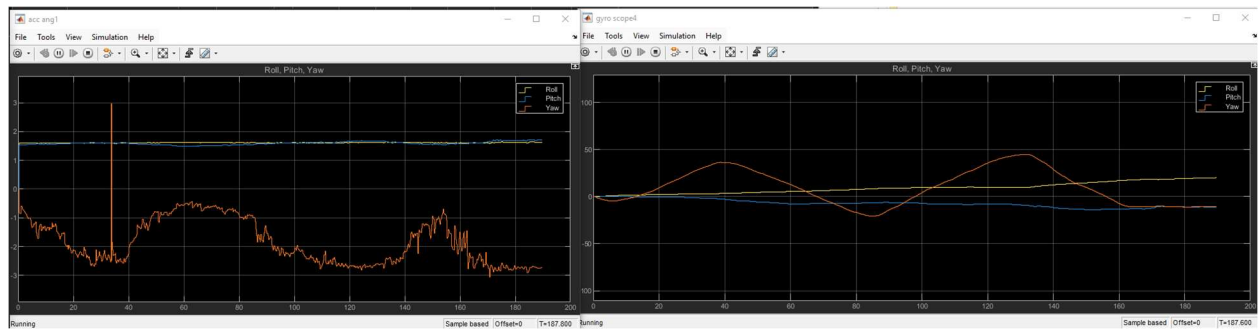 acc ang1
File Tools View Simulation Help
Roll, Pitch, Yaw
Roll
Pitch
Yaw
3
2
1
0
-1
-2
-3
0 20 40 60 80 100 120 140 160 180 200
Running Sample based Offset=0 T=187.800
gyro scope4
File Tools View Simulation Help
Roll, Pitch, Yaw
Roll
Pitch
Yaw
100
50
0
-50
-100
0 20 40 60 80 100 120 140 160 180 200
Running Sample based Offset=0 T=187.600